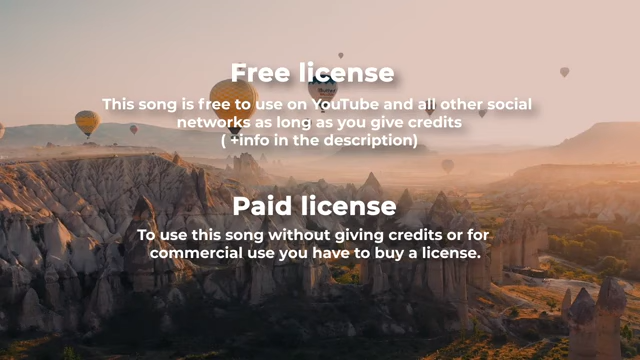 Free license
This song is free to use on YouTube and all other social
networks as long as you give credits
( +info in the description)
Paid license
To use this song without giving credits or for
commercial use you have to buy a license.